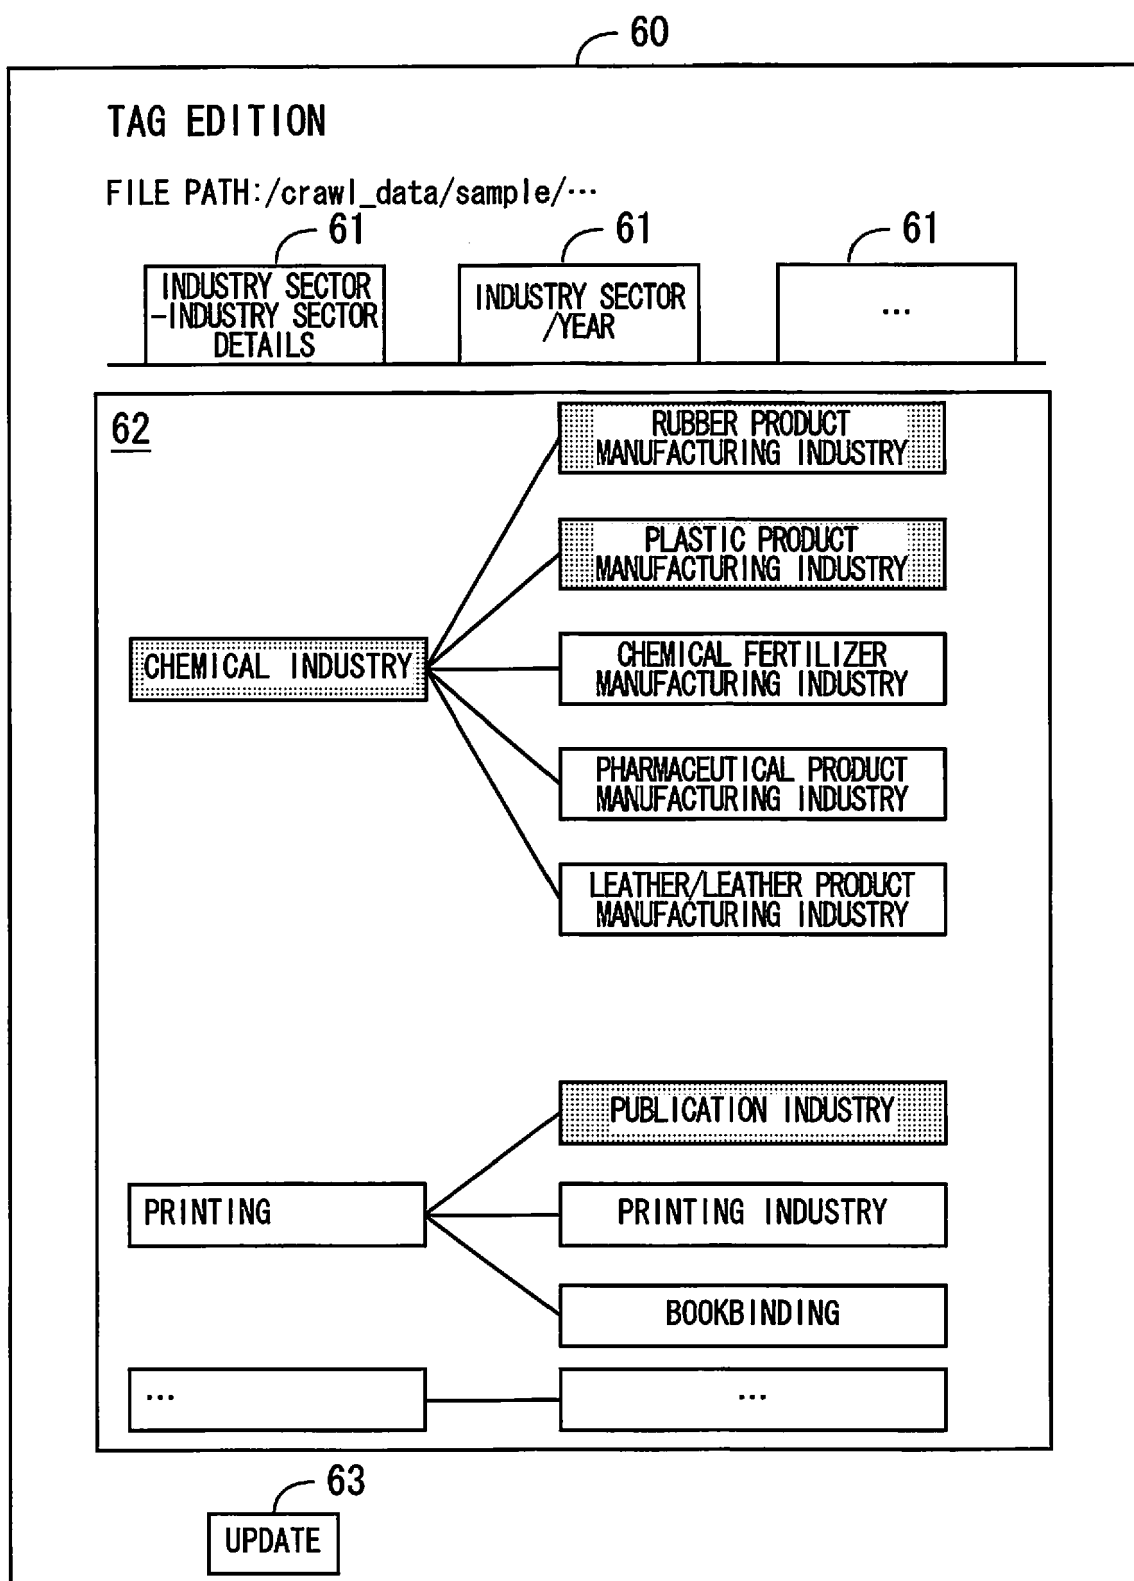 60
TAG EDITION
FILE PATH:/crawl_data/sample/…
61
61
61
INDUSTRY SECTOR
-INDUSTRY SECTOR
DETAILS
INDUSTRY SECTOR
/YEAR
…
62
RUBBER PRODUCT
MANUFACTURING INDUSTRY
PLASTIC PRODUCT
MANUFACTURING INDUSTRY
CHEMICAL INDUSTRY
CHEMICAL FERTILIZER
MANUFACTURING INDUSTRY
PHARMACEUTICAL PRODUCT
MANUFACTURING INDUSTRY
LEATHER/LEATHER PRODUCT
MANUFACTURING INDUSTRY
PUBLICATION INDUSTRY
PRINTING
PRINTING INDUSTRY
BOOKBINDING
…
…
63
UPDATE